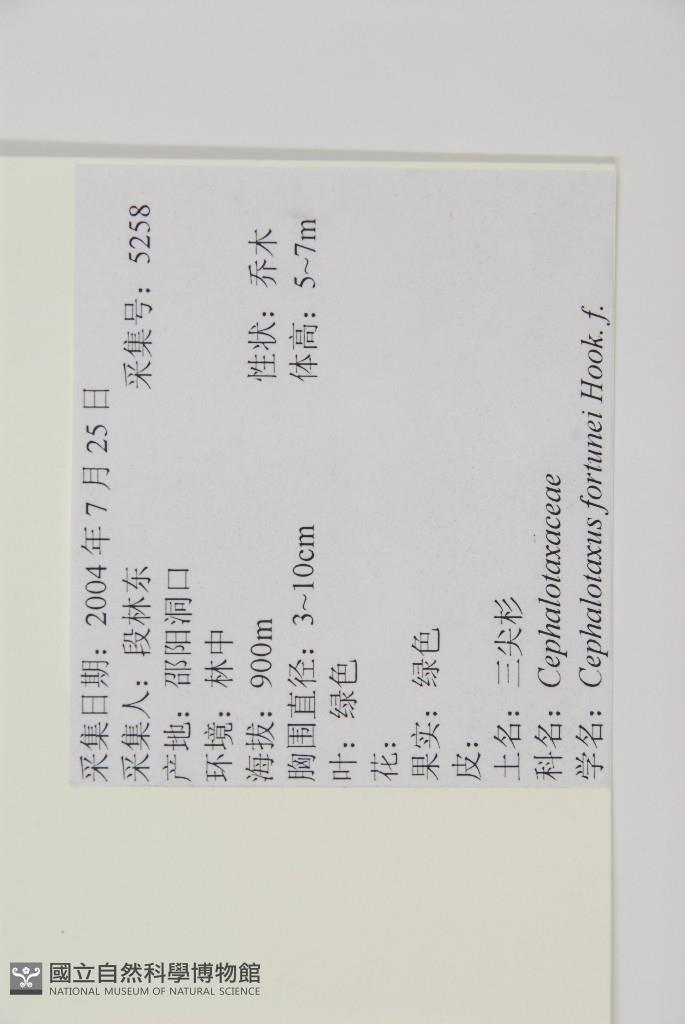 采集日期：2004 年 7 月 25 日
采集人：段林东 采集号：5258
产地：邵阳洞口
环境：林中
海拔：900m 性状：乔木
胸围直径：3~10cm 体高：5~7m
叶：绿色
花：
果实：绿色
皮：
土名：三尖杉
科名：Cephalotaxaceae
学名：Cephalotaxus fortunei Hook. f.
國立自然科學博物館
NATIONAL MUSEUM OF NATURAL SCIENCE